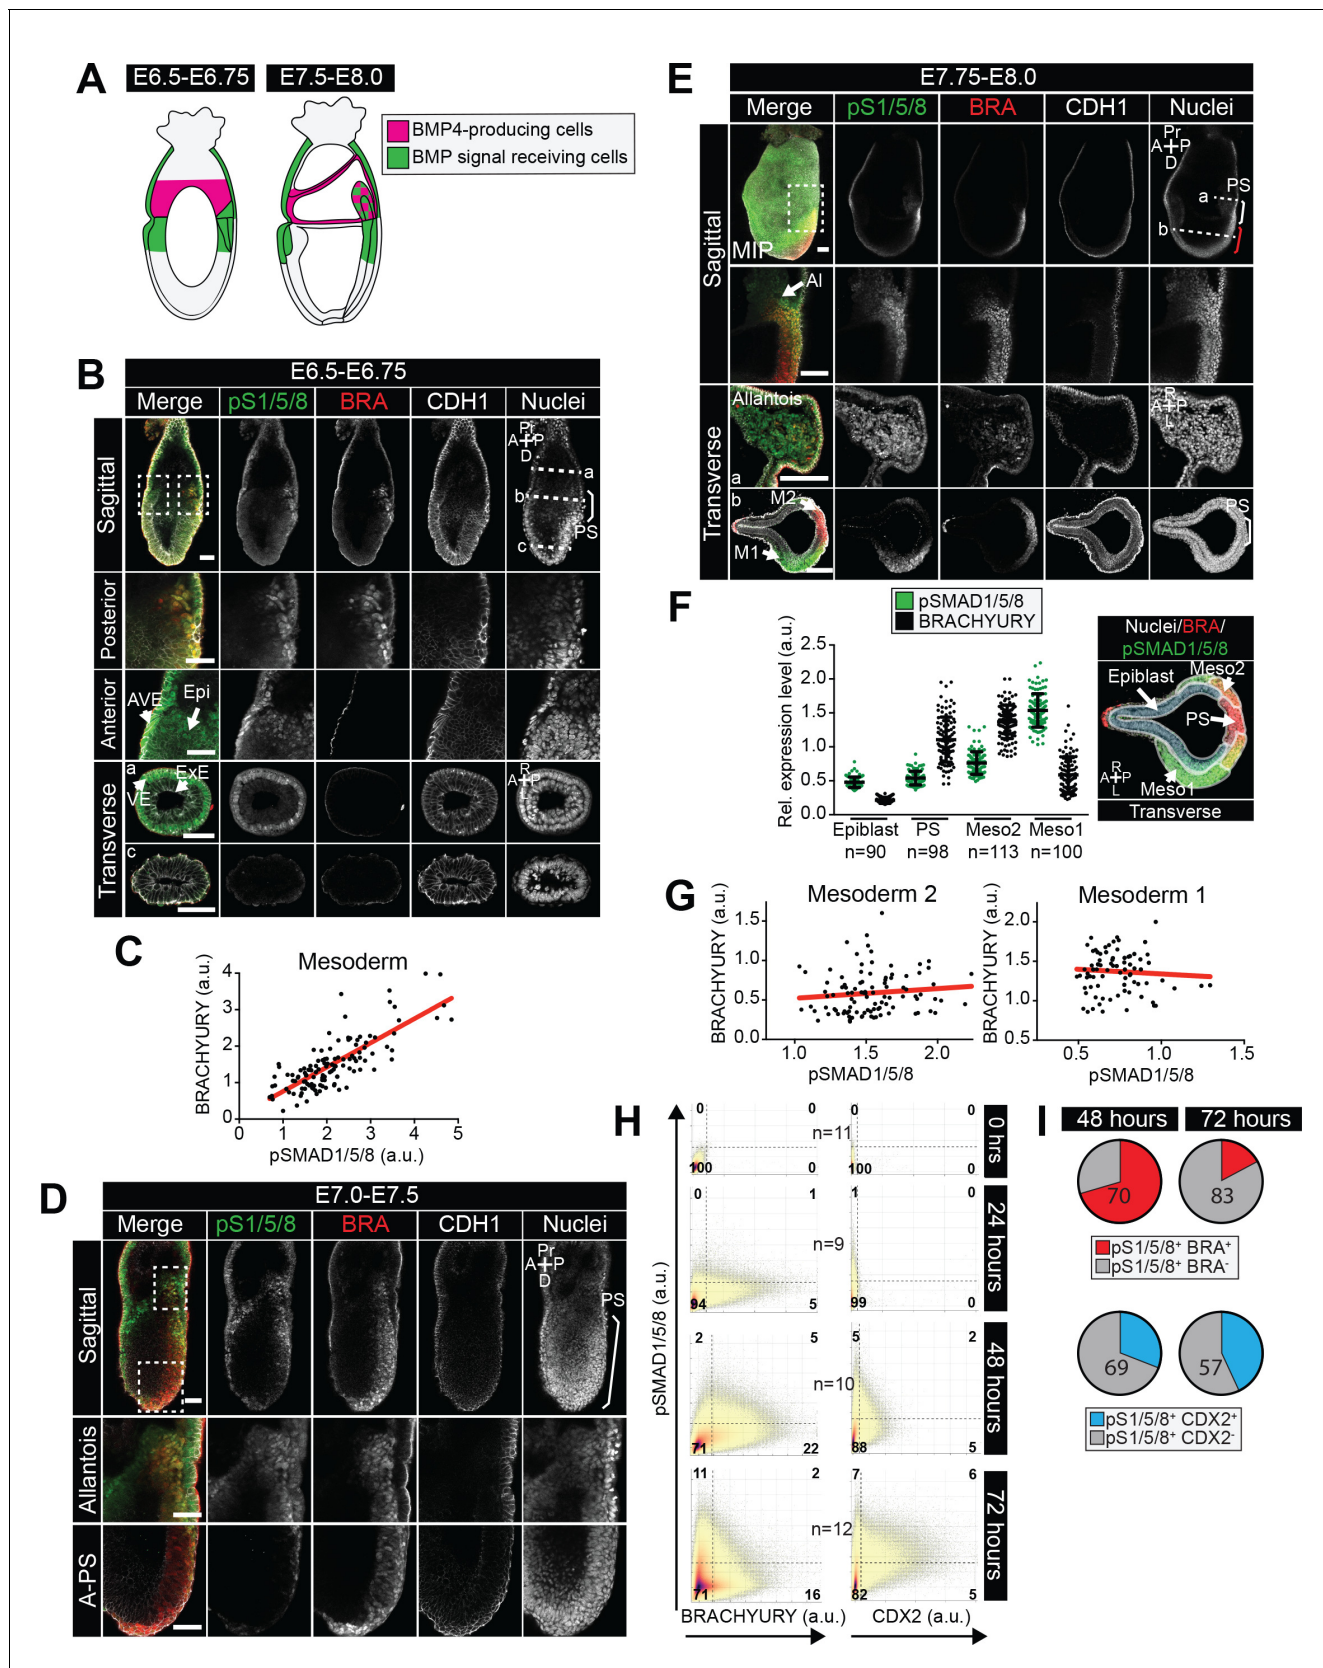 A
E6.5-E6.75
E7.5-E8.0
BMP4-producing cells
BMP signal receiving cells
B
E6.5-E6.75
Merge pS1/5/8 BRA CDH1 Nuclei
Sagittal
Pr
A P
D
a
b
PS
c
Posterior
Anterior
AVE
Epi
Transverse
a
ExE
VE
R
A P
L
c
C
Mesoderm
BRACHYURY (a.u.)
4
3
2
1
0
0 1 2 3 4 5
pSMAD1/5/8 (a.u.)
D
E7.0-E7.5
Merge pS1/5/8 BRA CDH1 Nuclei
Sagittal
Pr
A P
D
PS
Allantois
A-PS
E
E7.75-E8.0
Merge pS1/5/8 BRA CDH1 Nuclei
Sagittal
MIP
Pr
A P
D
PS
a
b
Al
Transverse
Allantois
a
R
A P
L
b
M2
M1
PS
F
pSMAD1/5/8
BRACHYURY
Rel. expression level (a.u.)
2.5
2.0
1.5
1.0
0.5
0.0
Epiblast PS Meso2 Meso1
n=90 n=98 n=113 n=100
Nuclei/BRA/
pSMAD1/5/8
Epiblast
Meso2
PS
R
A P
L
Meso1
Transverse
G
Mesoderm 2
BRACHYURY (a.u.)
1.5
1.0
0.5
0.0
1.0 1.5 2.0
pSMAD1/5/8
Mesoderm 1
BRACHYURY (a.u.)
2.0
1.5
1.0
0.5
0.5 1.0 1.5
pSMAD1/5/8
H
pSMAD1/5/8 (a.u.)
0 0 0 0
n=11
100 0 100 0
0 hrs
0 1 1 0
n=9
94 5 99 0
24 hours
2 5 5 2
n=10
71 22 88 5
48 hours
11 2 7 6
n=12
71 16 82 5
72 hours
BRACHYURY (a.u.) CDX2 (a.u.)
I
48 hours 72 hours
70 83
pS1/5/8+ BRA+
pS1/5/8+ BRA-
69 57
pS1/5/8+ CDX2+
pS1/5/8+ CDX2-